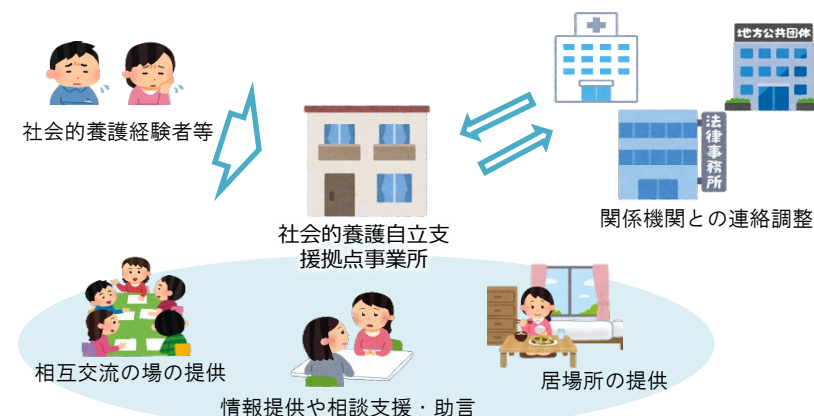 地方公共団体
法律事務所
社会的養護経験者等
関係機関との連絡調整
社会的養護自立支
援拠点事業所
相互交流の場の提供
居場所の提供
情報提供や相談支援・助言